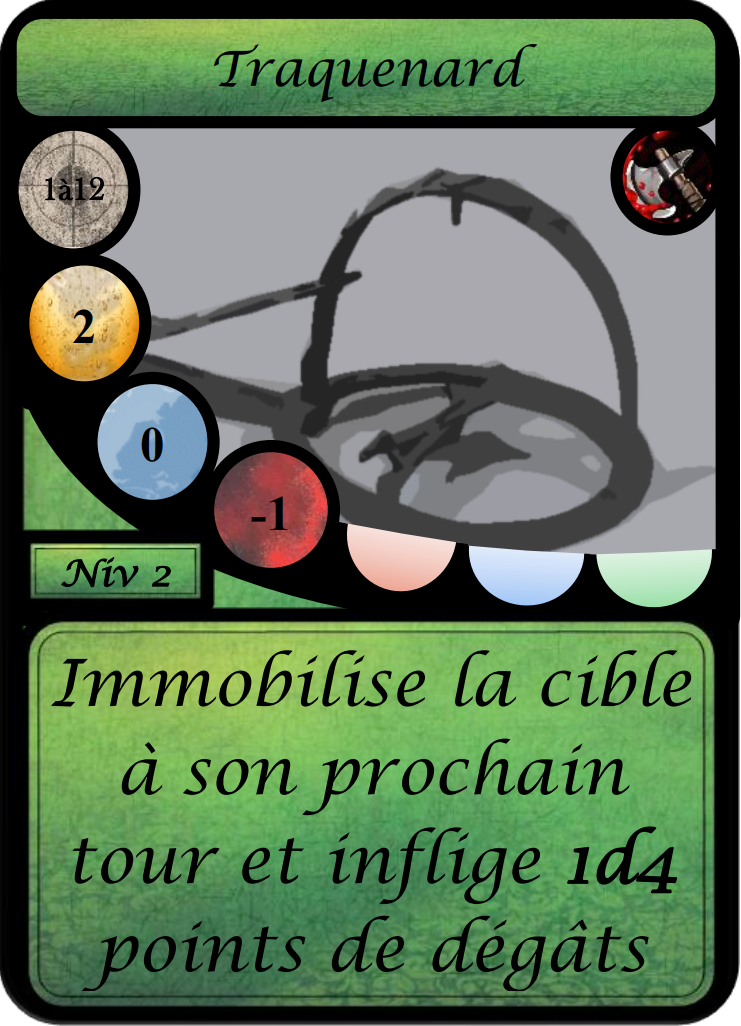 Traquenard
1à12
2
0
-1
Niv 2
Immobilise la cible
à son prochain
tour et inflige 1d4
points de dégâts